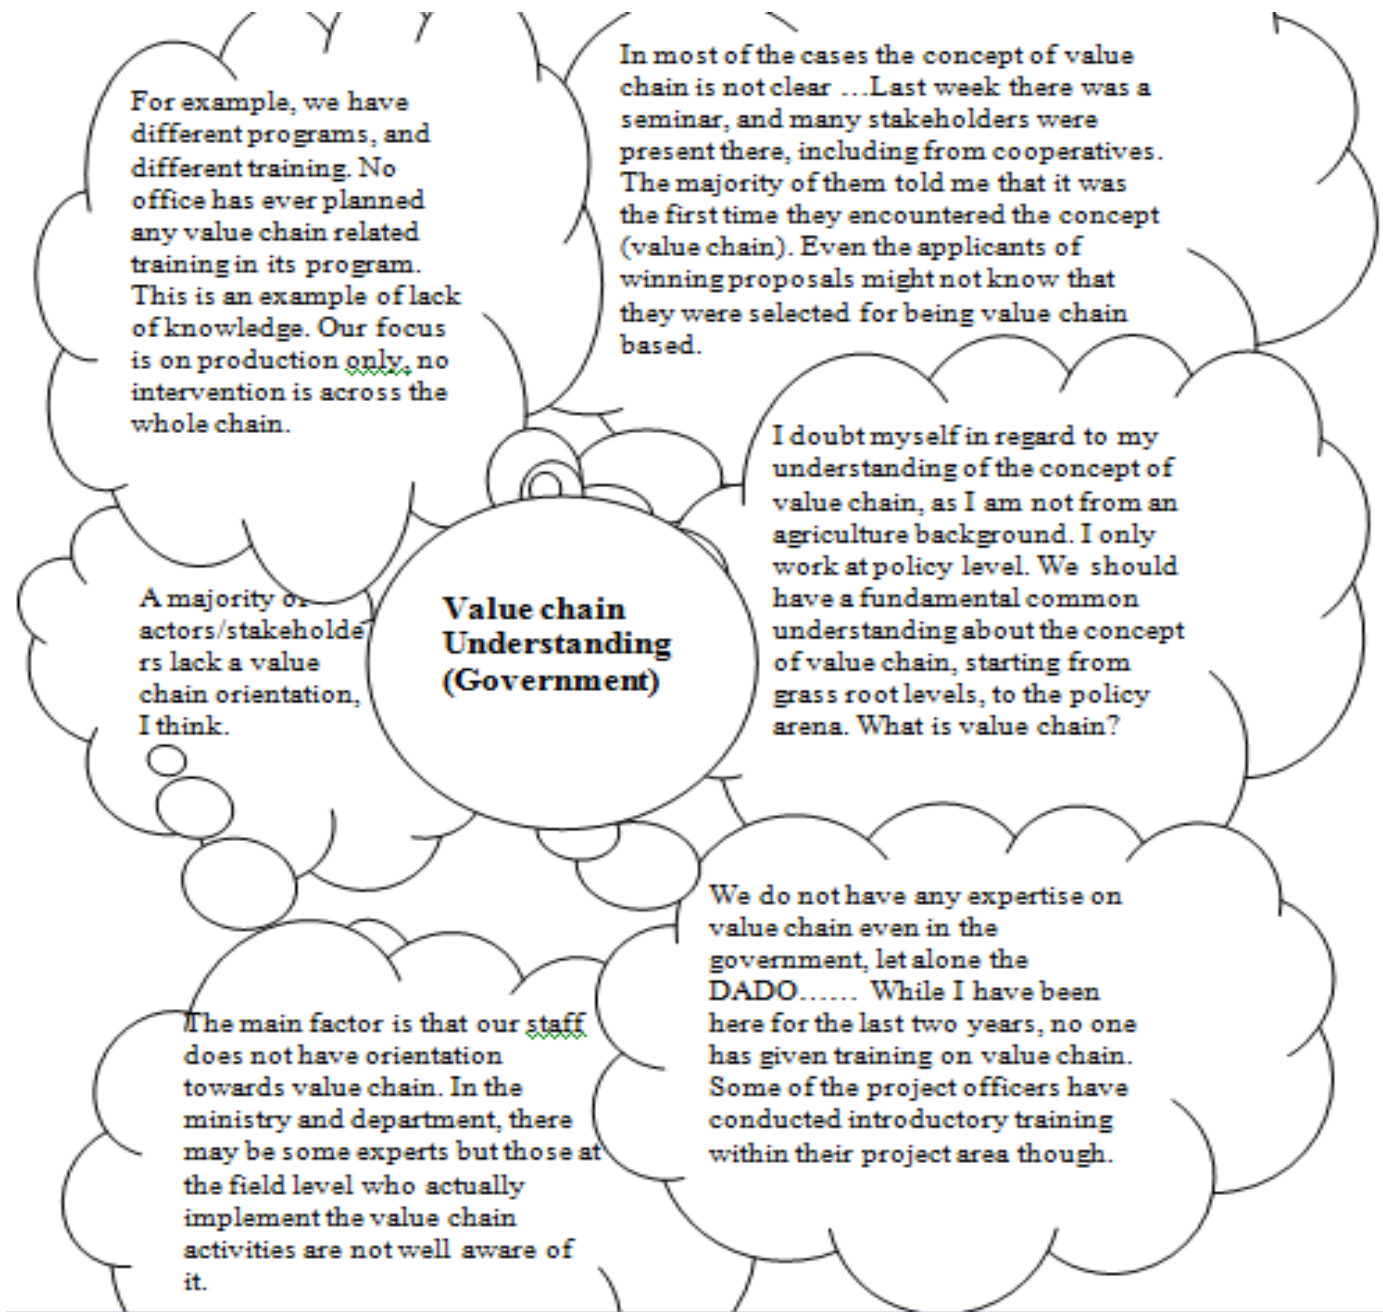 For example, we have
different programs, and
different training. No
office has ever planned
any value chain related
training in its program.
This is an example of lack
of knowledge. Our focus
is on production only, no
intervention is across the
whole chain.
In most of the cases the concept of value
chain is not clear …Last week there was a
seminar, and many stakeholders were
present there, including from cooperatives.
The majority of them told me that it was
the first time they encountered the concept
(value chain). Even the applicants of
winning proposals might not know that
they were selected for being value chain
based.
I doubt myself in regard to my
understanding of the concept of
value chain, as I am not from an
agriculture background. I only
work at policy level. We should
have a fundamental common
understanding about the concept
of value chain, starting from
grass root levels, to the policy
arena. What is value chain?
A majority of
actors/stakeholde
rs lack a value
chain orientation,
I think.
Value chain
Understanding
(Government)
We do not have any expertise on
value chain even in the
government, let alone the
DADO…… While I have been
here for the last two years, no one
has given training on value chain.
Some of the project officers have
conducted introductory training
within their project area though.
The main factor is that our staff
does not have orientation
towards value chain. In the
ministry and department, there
may be some experts but those at
the field level who actually
implement the value chain
activities are not well aware of
it.